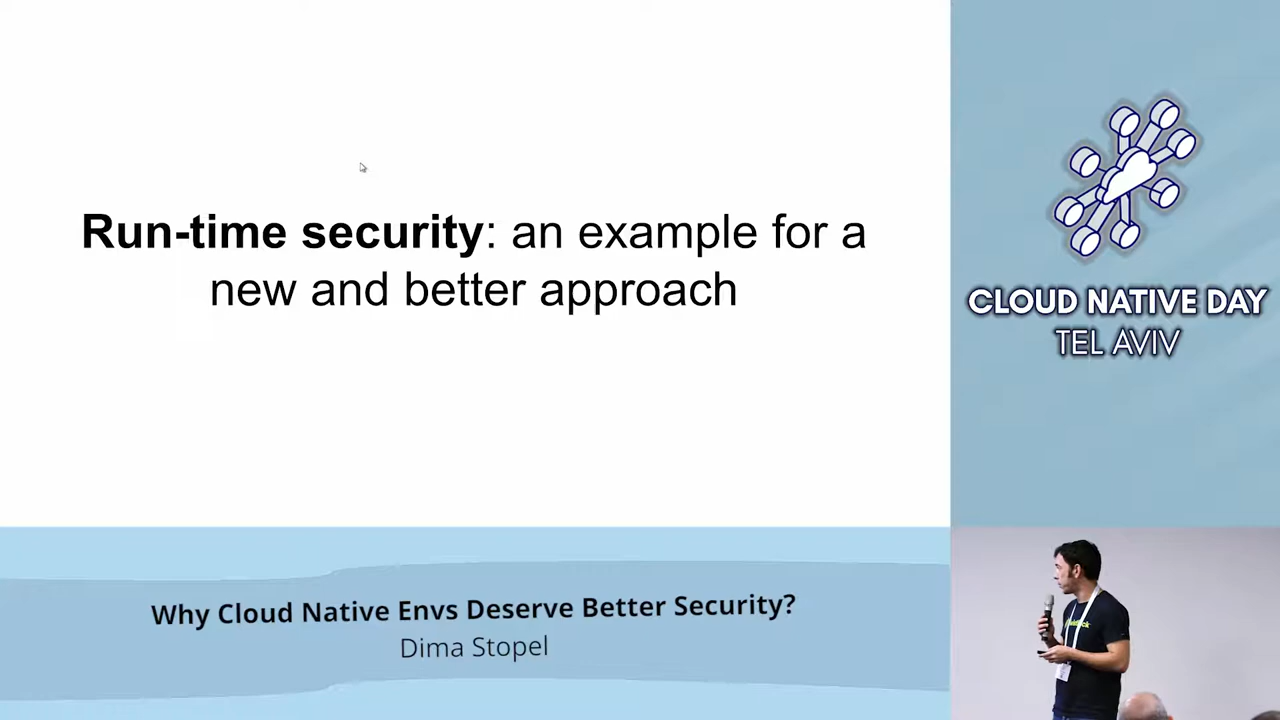 Run-time security: an example for a
new and better approach
CLOUD NATIVE DAY
TEL AVIV
Why Cloud Native Envs Deserve Better Security?
Dima Stopel